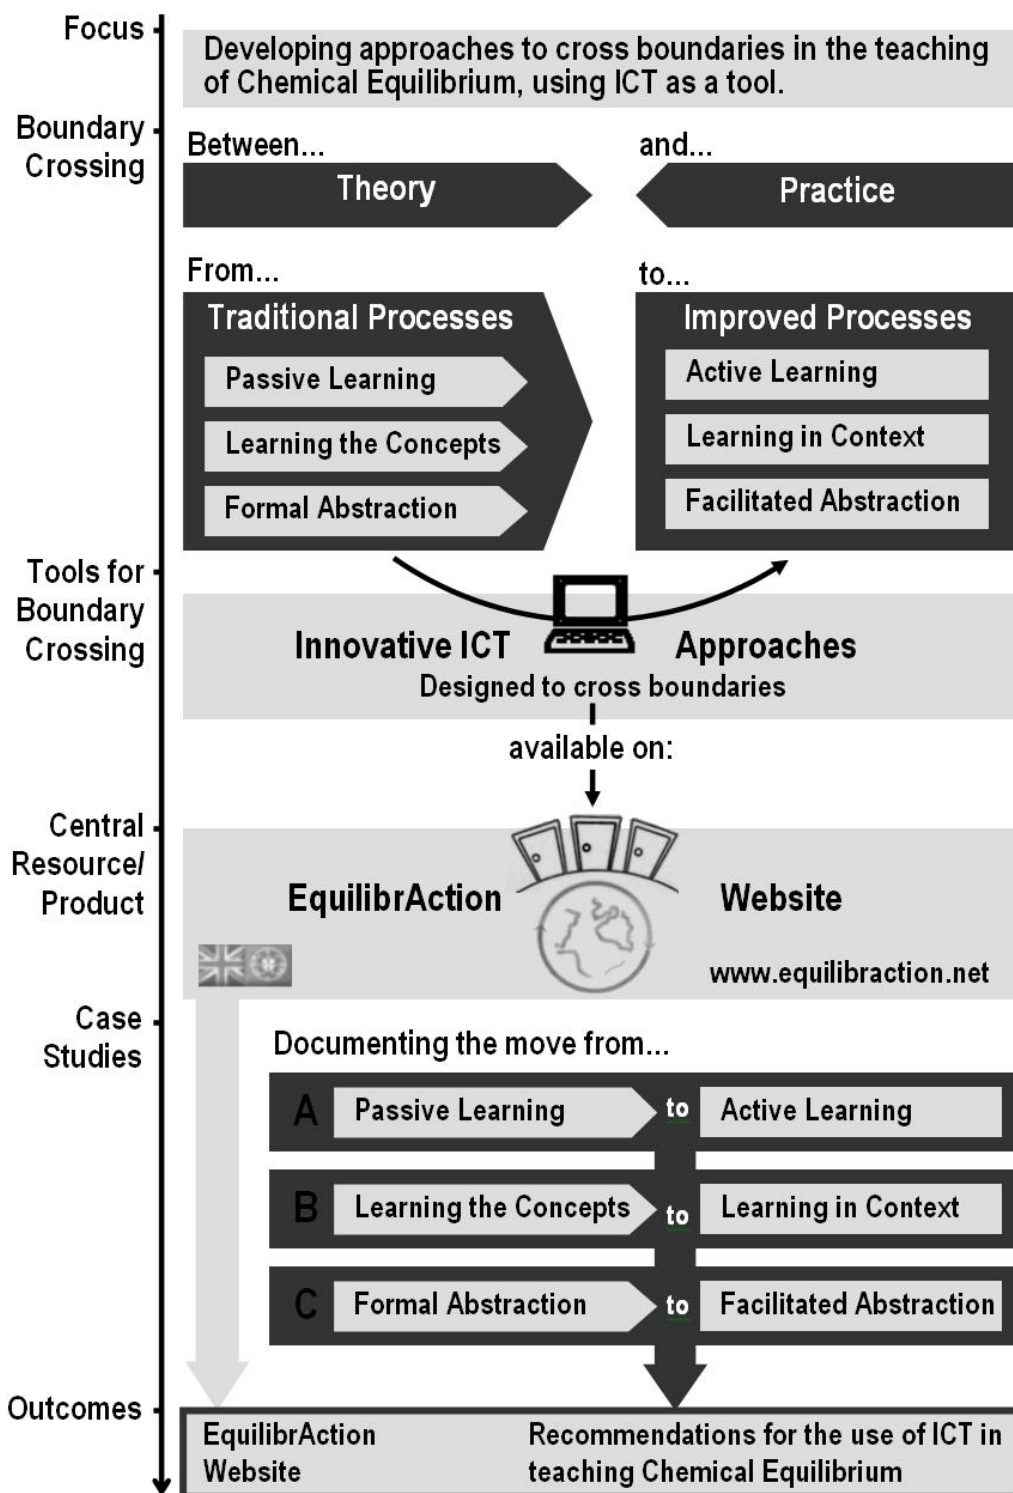 Focus
Developing approaches to cross boundaries in the teaching
of Chemical Equilibrium, using ICT as a tool.
Boundary
Crossing
Between...
and...
Theory
Practice
From...
to...
Traditional Processes
Improved Processes
Passive Learning
Active Learning
Learning the Concepts
Learning in Context
Formal Abstraction
Facilitated Abstraction
Tools for
Boundary
Crossing
Innovative ICT
Approaches
Designed to cross boundaries
available on:
Central
Resource/
Product
EquilibrAction
Website
www.equilibraction.net
Case
Studies
Documenting the move from...
A
Passive Learning
to
Active Learning
B
Learning the Concepts
to
Learning in Context
C
Formal Abstraction
to
Facilitated Abstraction
Outcomes
EquilibrAction
Website
Recommendations for the use of ICT in
teaching Chemical Equilibrium